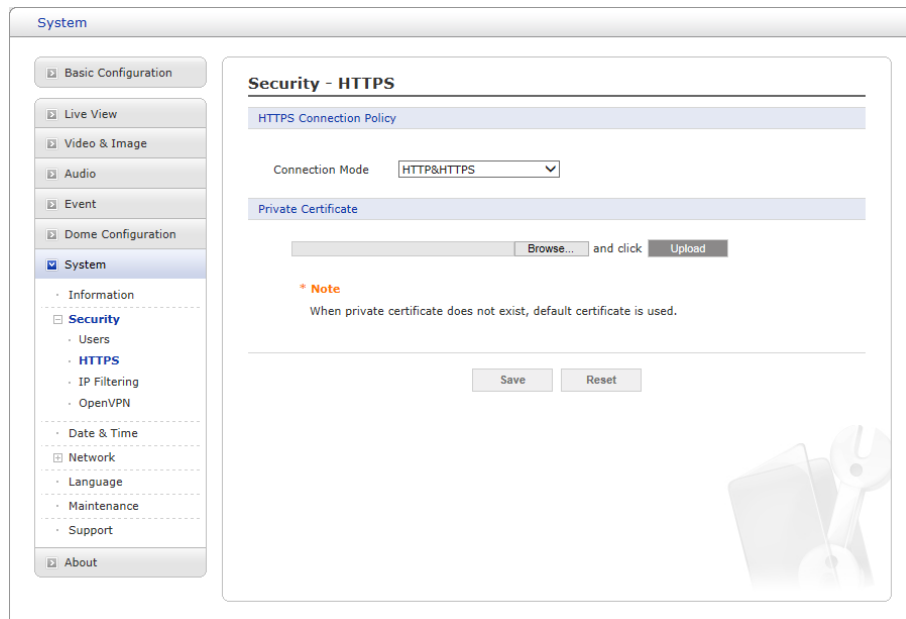 System
Basic Configuration
Live View
Video & Image
Audio
Event
Dome Configuration
System
Information
Security
Users
HTTPS
IP Filtering
OpenVPN
Date & Time
Network
Language
Maintenance
Support
About
Security - HTTPS
HTTPS Connection Policy
Connection Mode HTTP&HTTPS
Private Certificate
Browse... and click Upload
* Note
When private certificate does not exist, default certificate is used.
Save Reset